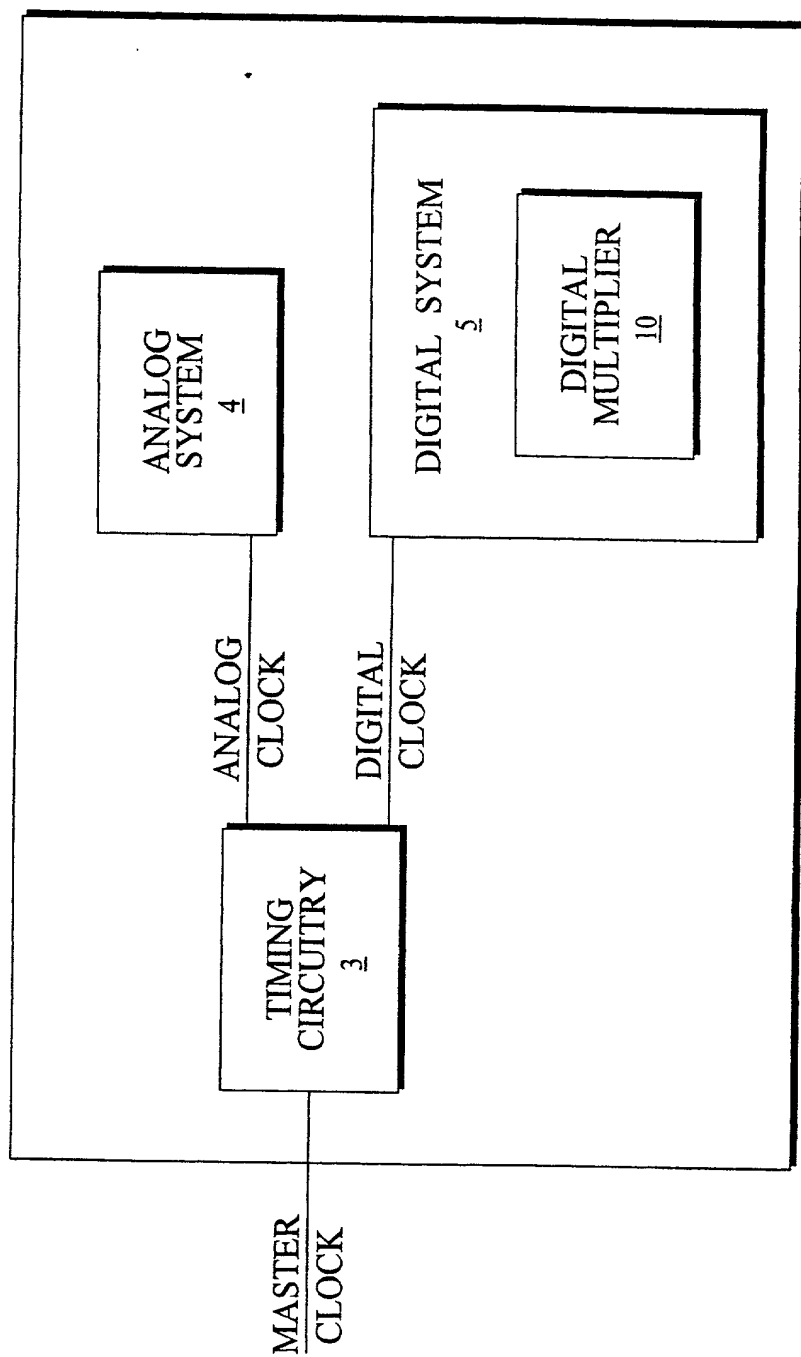 MASTER
CLOCK
TIMING
CIRCUITRY
3
ANALOG
CLOCK
DIGITAL
CLOCK
ANALOG
SYSTEM
4
DIGITAL SYSTEM
5
DIGITAL
MULTIPLIER
10